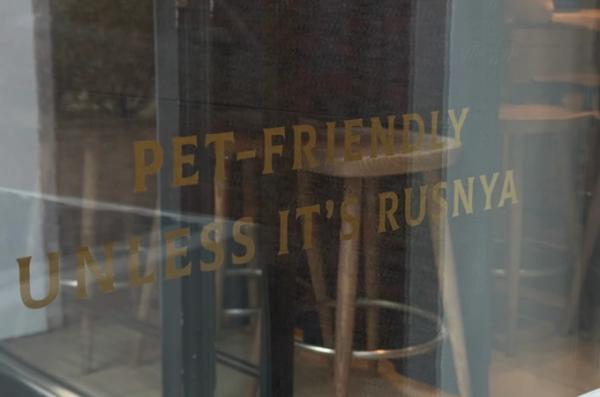 PET-FRIENDLY
UNLESS IT'S RUSNYA